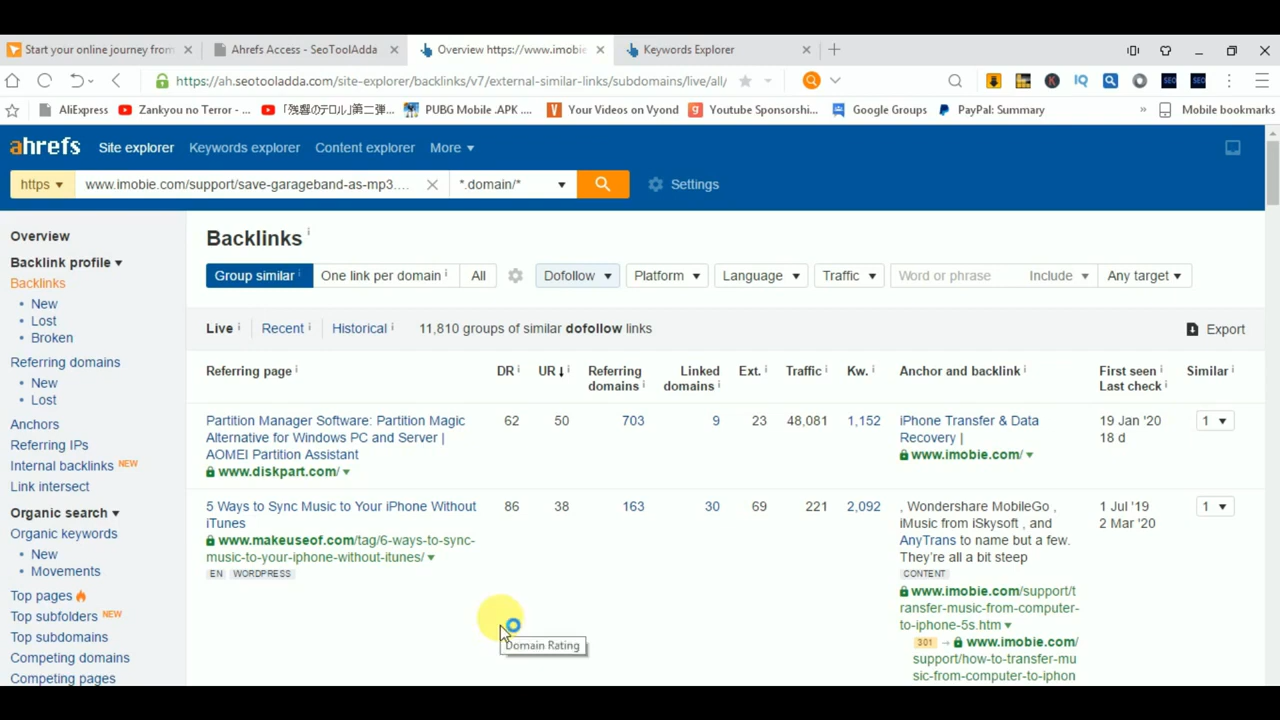 Start your online journey from
Ahrefs Access - SeoToolAdda
Overview https://www.imobie
Keywords Explorer
https://ah.seotooladda.com/site-explorer/backlinks/v7/external-similar-links/subdomains/live/all/
AliExpress
Zankyou no Terror - ...
「残響のテロル」第二弾...
PUBG Mobile .APK ....
Your Videos on Vyond
Youtube Sponsorshi...
Google Groups
PayPal: Summary
»
Mobile bookmarks
ahrefs
Site explorer
Keywords explorer
Content explorer
More
https
www.imobie.com/support/save-garageband-as-mp3....
*.domain/*
Settings
Overview
Backlink profile
Backlinks
• New
• Lost
• Broken
Referring domains
• New
• Lost
Anchors
Referring IPs
Internal backlinks NEW
Link intersect
Organic search
Organic keywords
• New
• Movements
Top pages
Top subfolders NEW
Top subdomains
Competing domains
Competing pages
Backlinks i
Group similar i
One link per domain i
All
Dofollow
Platform
Language
Traffic
Word or phrase
Include
Any target
Live i
Recent i
Historical i
11,810 groups of similar dofollow links
Export
Referring page i
DR i
UR ↓ i
Referring
domains i
Linked
domains i
Ext. i
Traffic i
Kw. i
Anchor and backlink i
First seen i
Last check i
Similar i
Partition Manager Software: Partition Magic
Alternative for Windows PC and Server |
AOMEI Partition Assistant
www.diskpart.com/
62
50
703
9
23
48,081
1,152
iPhone Transfer & Data
Recovery |
www.imobie.com/
19 Jan '20
18 d
1
5 Ways to Sync Music to Your iPhone Without
iTunes
www.makeuseof.com/tag/6-ways-to-sync-
music-to-your-iphone-without-itunes/
EN WORDPRESS
86
38
163
30
69
221
2,092
, Wondershare MobileGo ,
iMusic from iSkysoft , and
AnyTrans to name but a few.
They're all a bit steep
CONTENT
www.imobie.com/support/t
ransfer-music-from-computer-
to-iphone-5s.htm
301 → www.imobie.com/
support/how-to-transfer-mu
sic-from-computer-to-iphon
1 Jul '19
2 Mar '20
1
Domain Rating